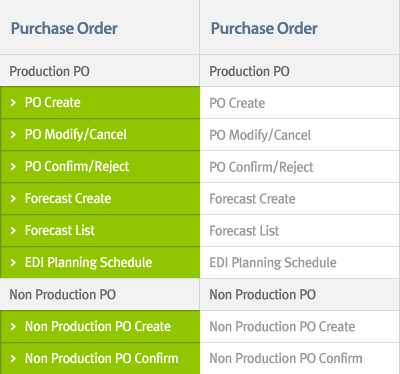 Purchase Order
Production PO
PO Create
PO Modify/Cancel
PO Confirm/Reject
Forecast Create
Forecast List
EDI Planning Schedule
Non Production PO
Non Production PO Create
Non Production PO Confirm
Purchase Order
Production PO
PO Create
PO Modify/Cancel
PO Confirm/Reject
Forecast Create
Forecast List
EDI Planning Schedule
Non Production PO
Non Production PO Create
Non Production PO Confirm